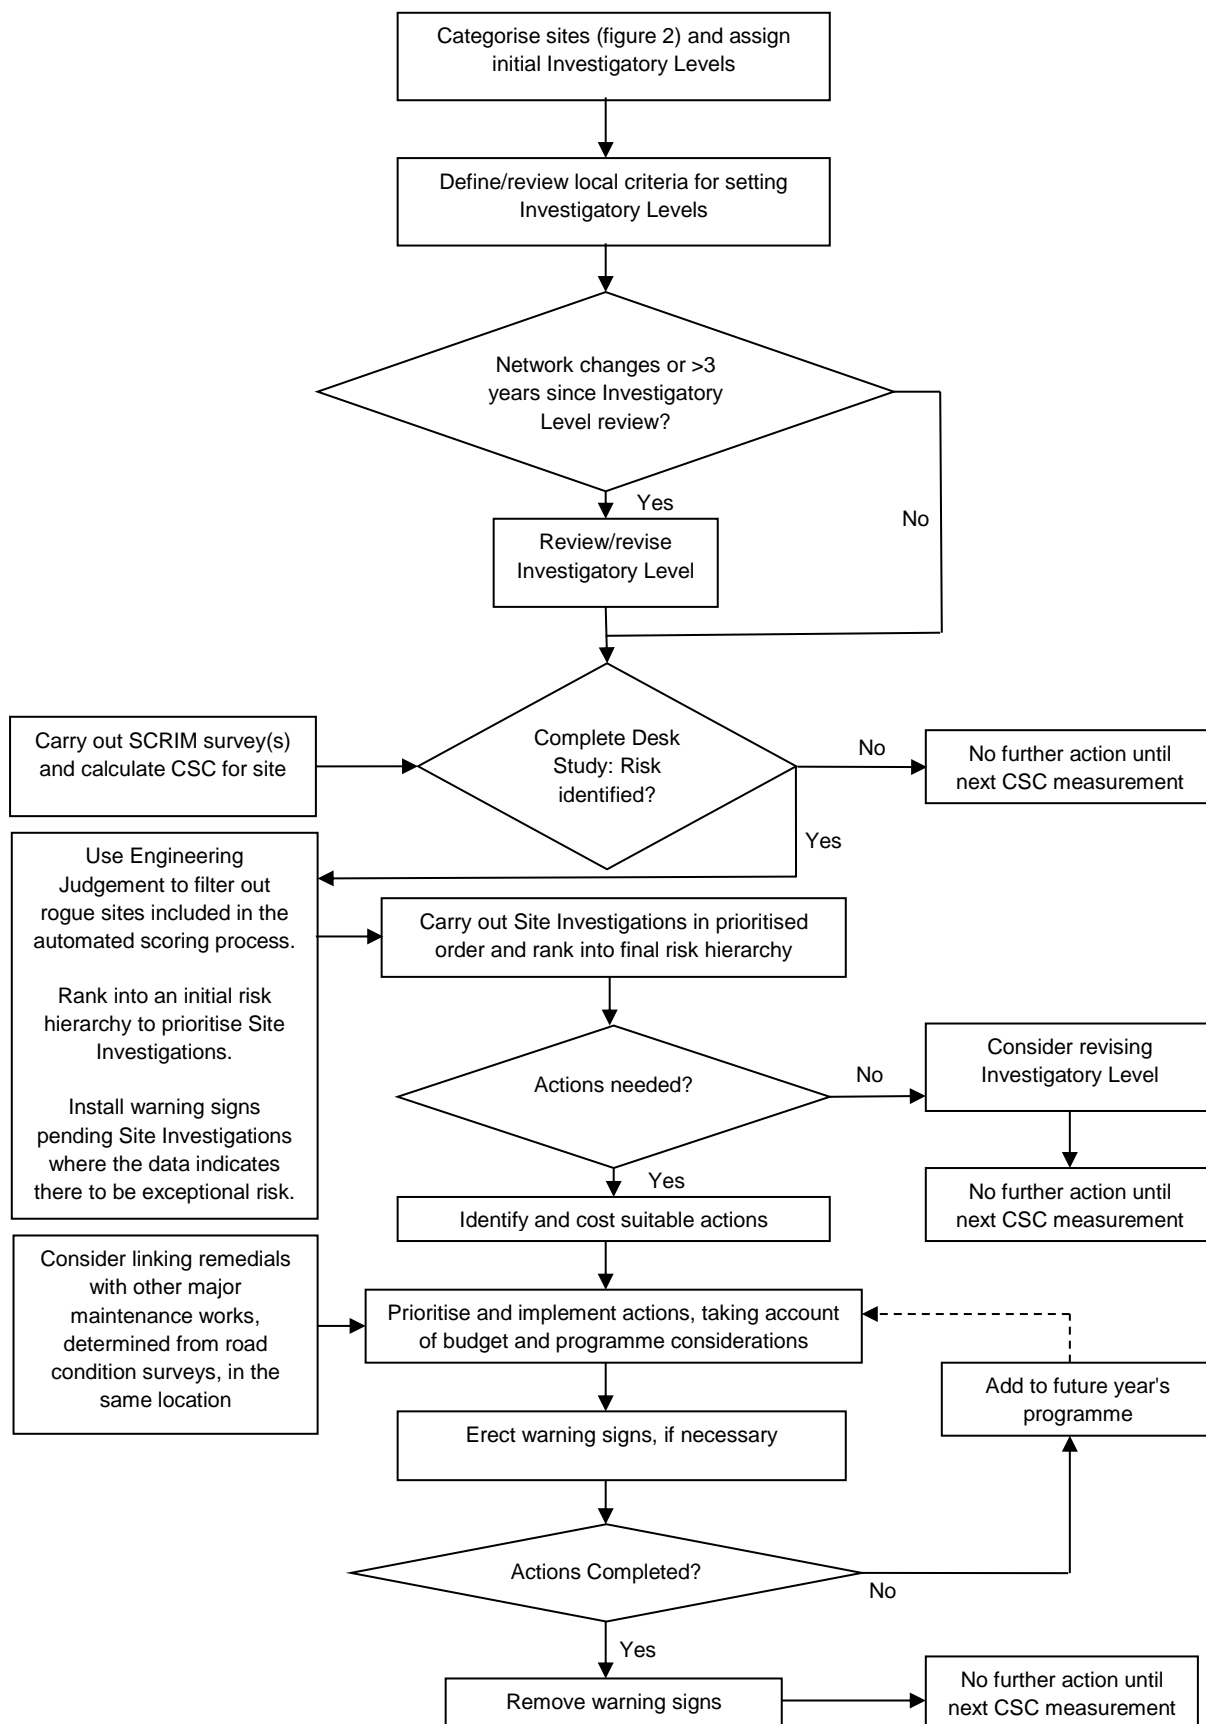 Categorise sites (figure 2) and assign
initial Investigatory Levels
Define/review local criteria for setting
Investigatory Levels
Network changes or >3
years since Investigatory
Level review?
Yes
No
Review/revise
Investigatory Level
Carry out SCRIM survey(s)
and calculate CSC for site
Complete Desk
Study: Risk
identified?
No
No further action until
next CSC measurement
Yes
Use Engineering
Judgement to filter out
rogue sites included in the
automated scoring process.
Rank into an initial risk
hierarchy to prioritise Site
Investigations.
Install warning signs
pending Site Investigations
where the data indicates
there to be exceptional risk.
Carry out Site Investigations in prioritised
order and rank into final risk hierarchy
Actions needed?
No
Consider revising
Investigatory Level
No further action until
next CSC measurement
Yes
Identify and cost suitable actions
Consider linking remedials
with other major
maintenance works,
determined from road
condition surveys, in the
same location
Prioritise and implement actions, taking account
of budget and programme considerations
Add to future year's
programme
Erect warning signs, if necessary
Actions Completed?
No
Yes
Remove warning signs
No further action until
next CSC measurement